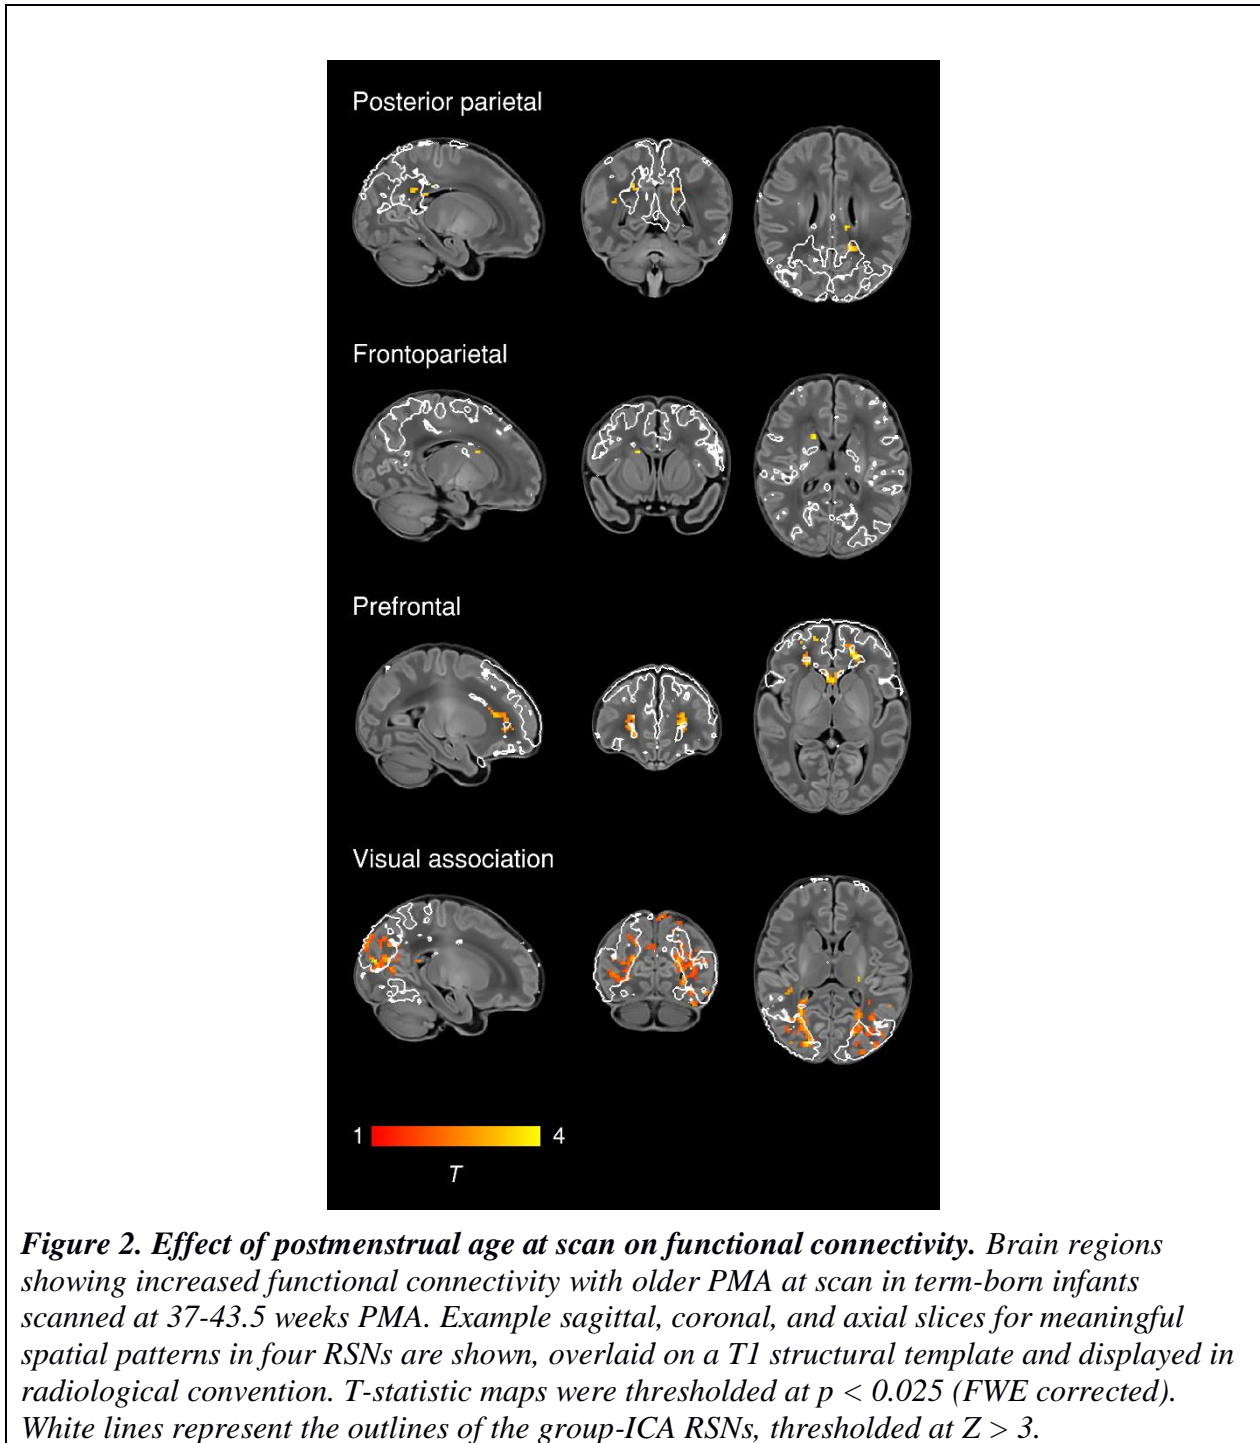 Posterior parietal
Frontoparietal
Prefrontal
Visual association
1 4
T
Figure 2. Effect of postmenstrual age at scan on functional connectivity. Brain regions
showing increased functional connectivity with older PMA at scan in term-born infants
scanned at 37-43.5 weeks PMA. Example sagittal, coronal, and axial slices for meaningful
spatial patterns in four RSNs are shown, overlaid on a T1 structural template and displayed in
radiological convention. T-statistic maps were thresholded at p < 0.025 (FWE corrected).
White lines represent the outlines of the group-ICA RSNs, thresholded at Z > 3.